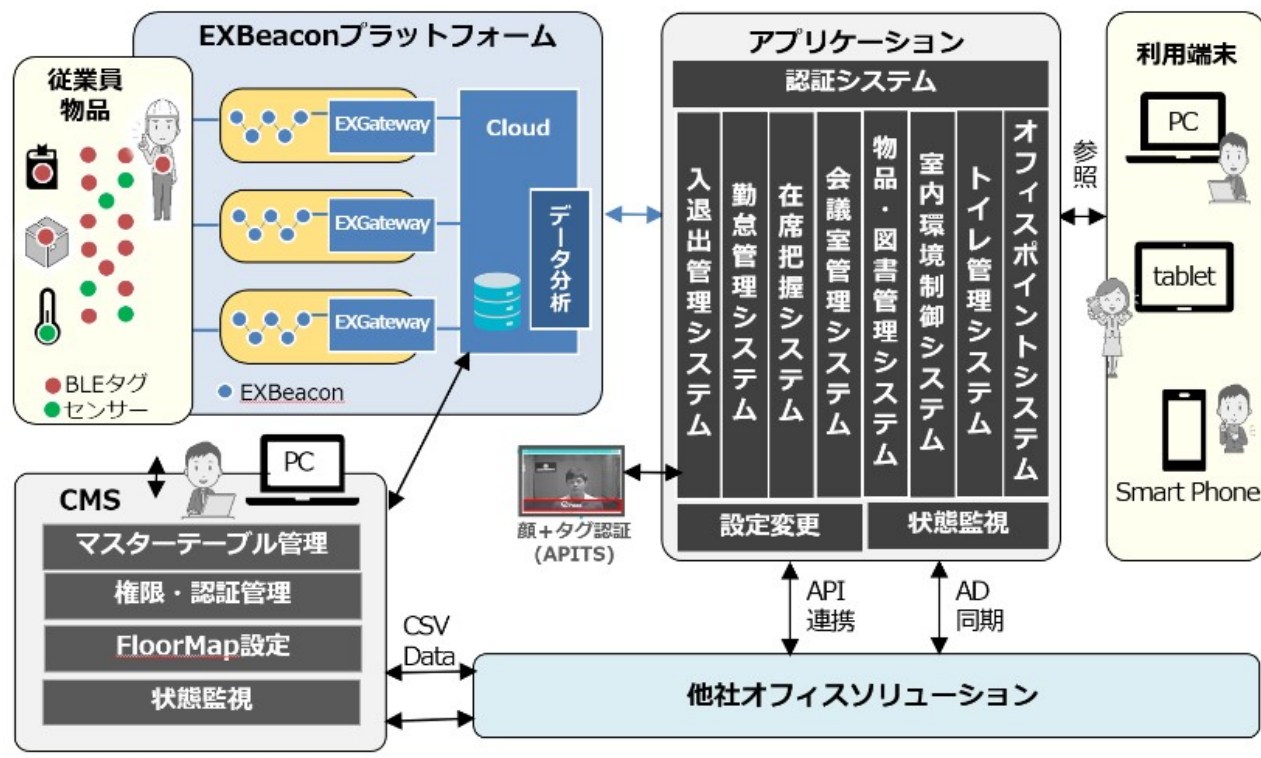 EXBeaconプラットフォーム
従業員
物品
BLEタグ
センサー
EXGateway
EXGateway
EXGateway
EXBeacon
Cloud
データ分析
アプリケーション
認証システム
入退出管理システム
勤怠管理システム
在席把握システム
会議室管理システム
物品・図書管理システム
室内環境制御システム
トイレ管理システム
オフィスポイントシステム
設定変更
状態監視
参照
利用端末
PC
tablet
Smart Phone
顔+タグ認証
(APITS)
PC
CMS
マスターテーブル管理
権限・認証管理
FloorMap設定
状態監視
CSV
Data
API
連携
AD
同期
他社オフィスソリューション